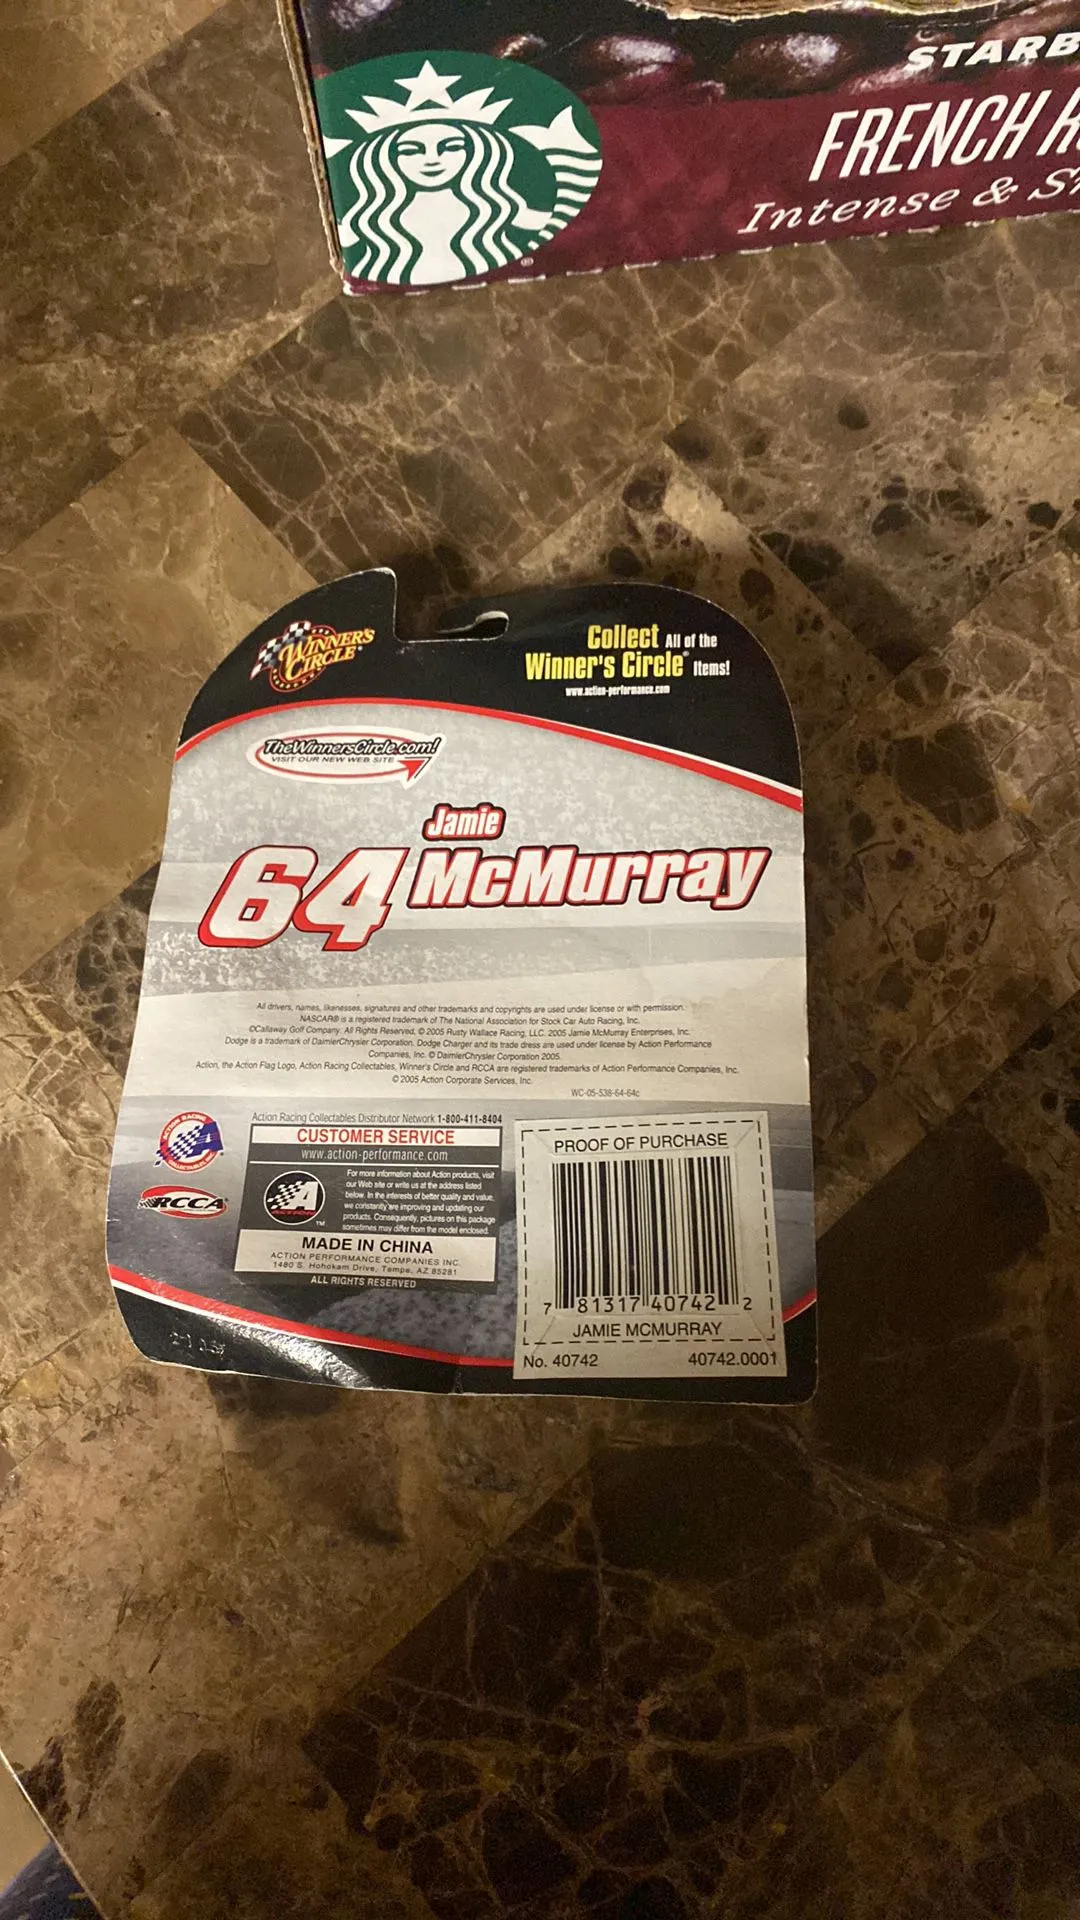 STARB
FRENCH R
Intense & S
WINNER'S
CIRCLE
Collect All of the
Winner's Circle® Items!
www.action-performance.com
TheWinnersCircle.com!
VISIT OUR NEW WEB SITE
Jamie
64 McMurray
All drivers, names, likenesses, signatures and other trademarks and copyrights are used under license or with permission.
NASCAR® is a registered trademark of The National Association for Stock Car Auto Racing, Inc.
©Callaway Golf Company. All Rights Reserved, © 2005 Rusty Wallace Racing, LLC. 2005 Jamie McMurray Enterprises, Inc.
Dodge is a trademark of DaimlerChrysler Corporation. Dodge Charger and its trade dress are used under license by Action Performance
Companies, Inc. © DaimlerChrysler Corporation 2005.
Action, the Action Flag Logo, Action Racing Collectables, Winner's Circle and RCCA are registered trademarks of Action Performance Companies, Inc.
© 2005 Action Corporate Services, Inc.
WC-05-538-64-64c
ACTION RACING
COLLECTABLES
RCCA
Action Racing Collectables Distributor Network 1-800-411-8404
CUSTOMER SERVICE
www.action-performance.com
ACTION
TM
For more information about Action products, visit
our Web site or write us at the address listed
below. In the interests of better quality and value,
we constantly are improving and updating our
products. Consequently, pictures on this package
sometimes may differ from the model enclosed.
MADE IN CHINA
ACTION PERFORMANCE COMPANIES INC.
1480 S. Hohokam Drive, Tempe, AZ 85281
ALL RIGHTS RESERVED
PROOF OF PURCHASE
7 81317 40742 2
JAMIE MCMURRAY
No. 40742 40742.0001